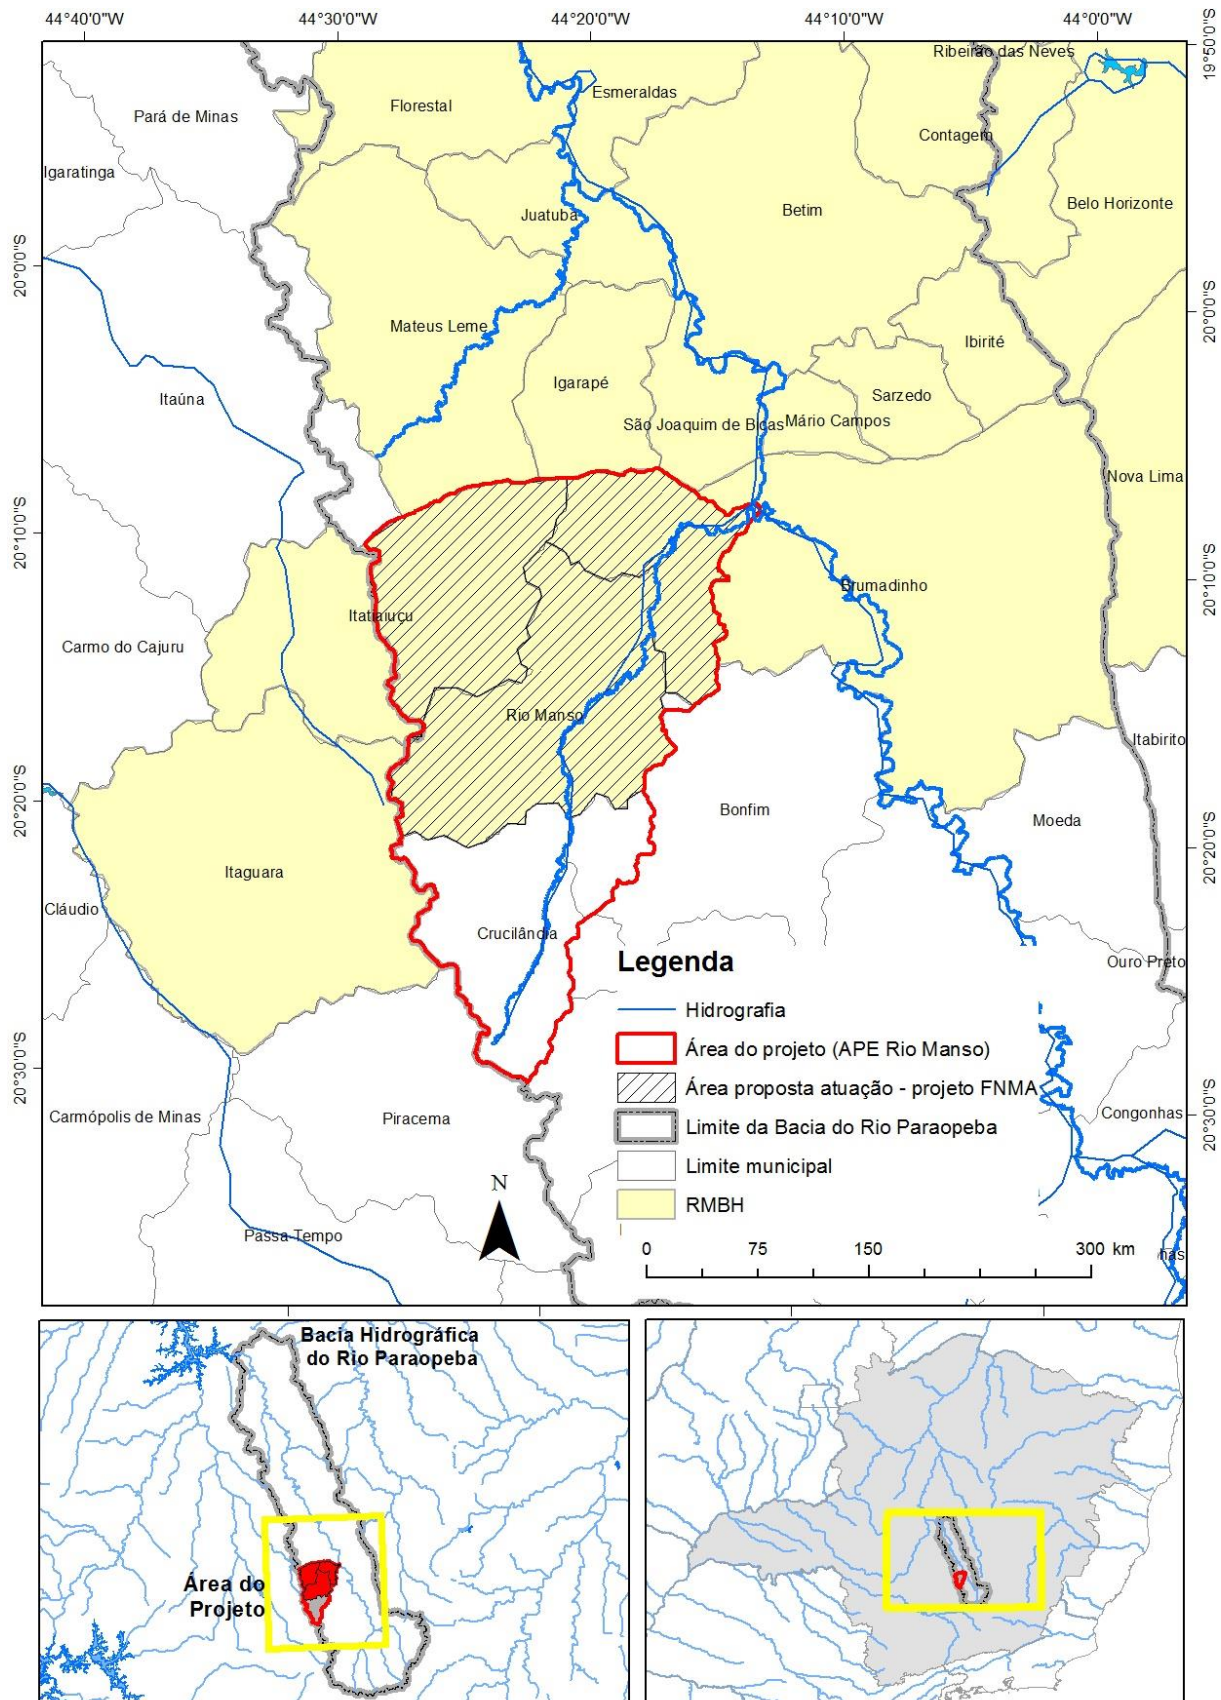 44°40'0"W
44°30'0"W
44°20'0"W
44°10'0"W
44°0'0"W
19°50'0"S
Ribeirão das Neves
Esmeraldas
Florestal
Pará de Minas
Contagem
Igaratinga
Belo Horizonte
Betim
Juatuba
20°0'0"S
20°0'0"S
Mateus Leme
Ibirité
Igarapé
Sarzedo
Itaúna
São Joaquim de Bicas
Mário Campos
Nova Lima
20°10'0"S
20°10'0"S
Brumadinho
Itatiaiuçu
Carmo do Cajuru
Rio Manso
Itabirito
20°20'0"S
Bonfim
Moeda
20°20'0"S
Itaguara
Cláudio
Crucilândia
Ouro Preto
Legenda
Hidrografia
Área do projeto (APE Rio Manso)
Área proposta atuação - projeto FNMA
Limite da Bacia do Rio Paraopeba
Limite municipal
RMBH
20°30'0"S
20°30'0"S
Carmópolis de Minas
Piracema
Congonhas
N
Passa Tempo
0 75 150 300 km
has
Bacia Hidrográfica
do Rio Paraopeba
Área do
Projeto